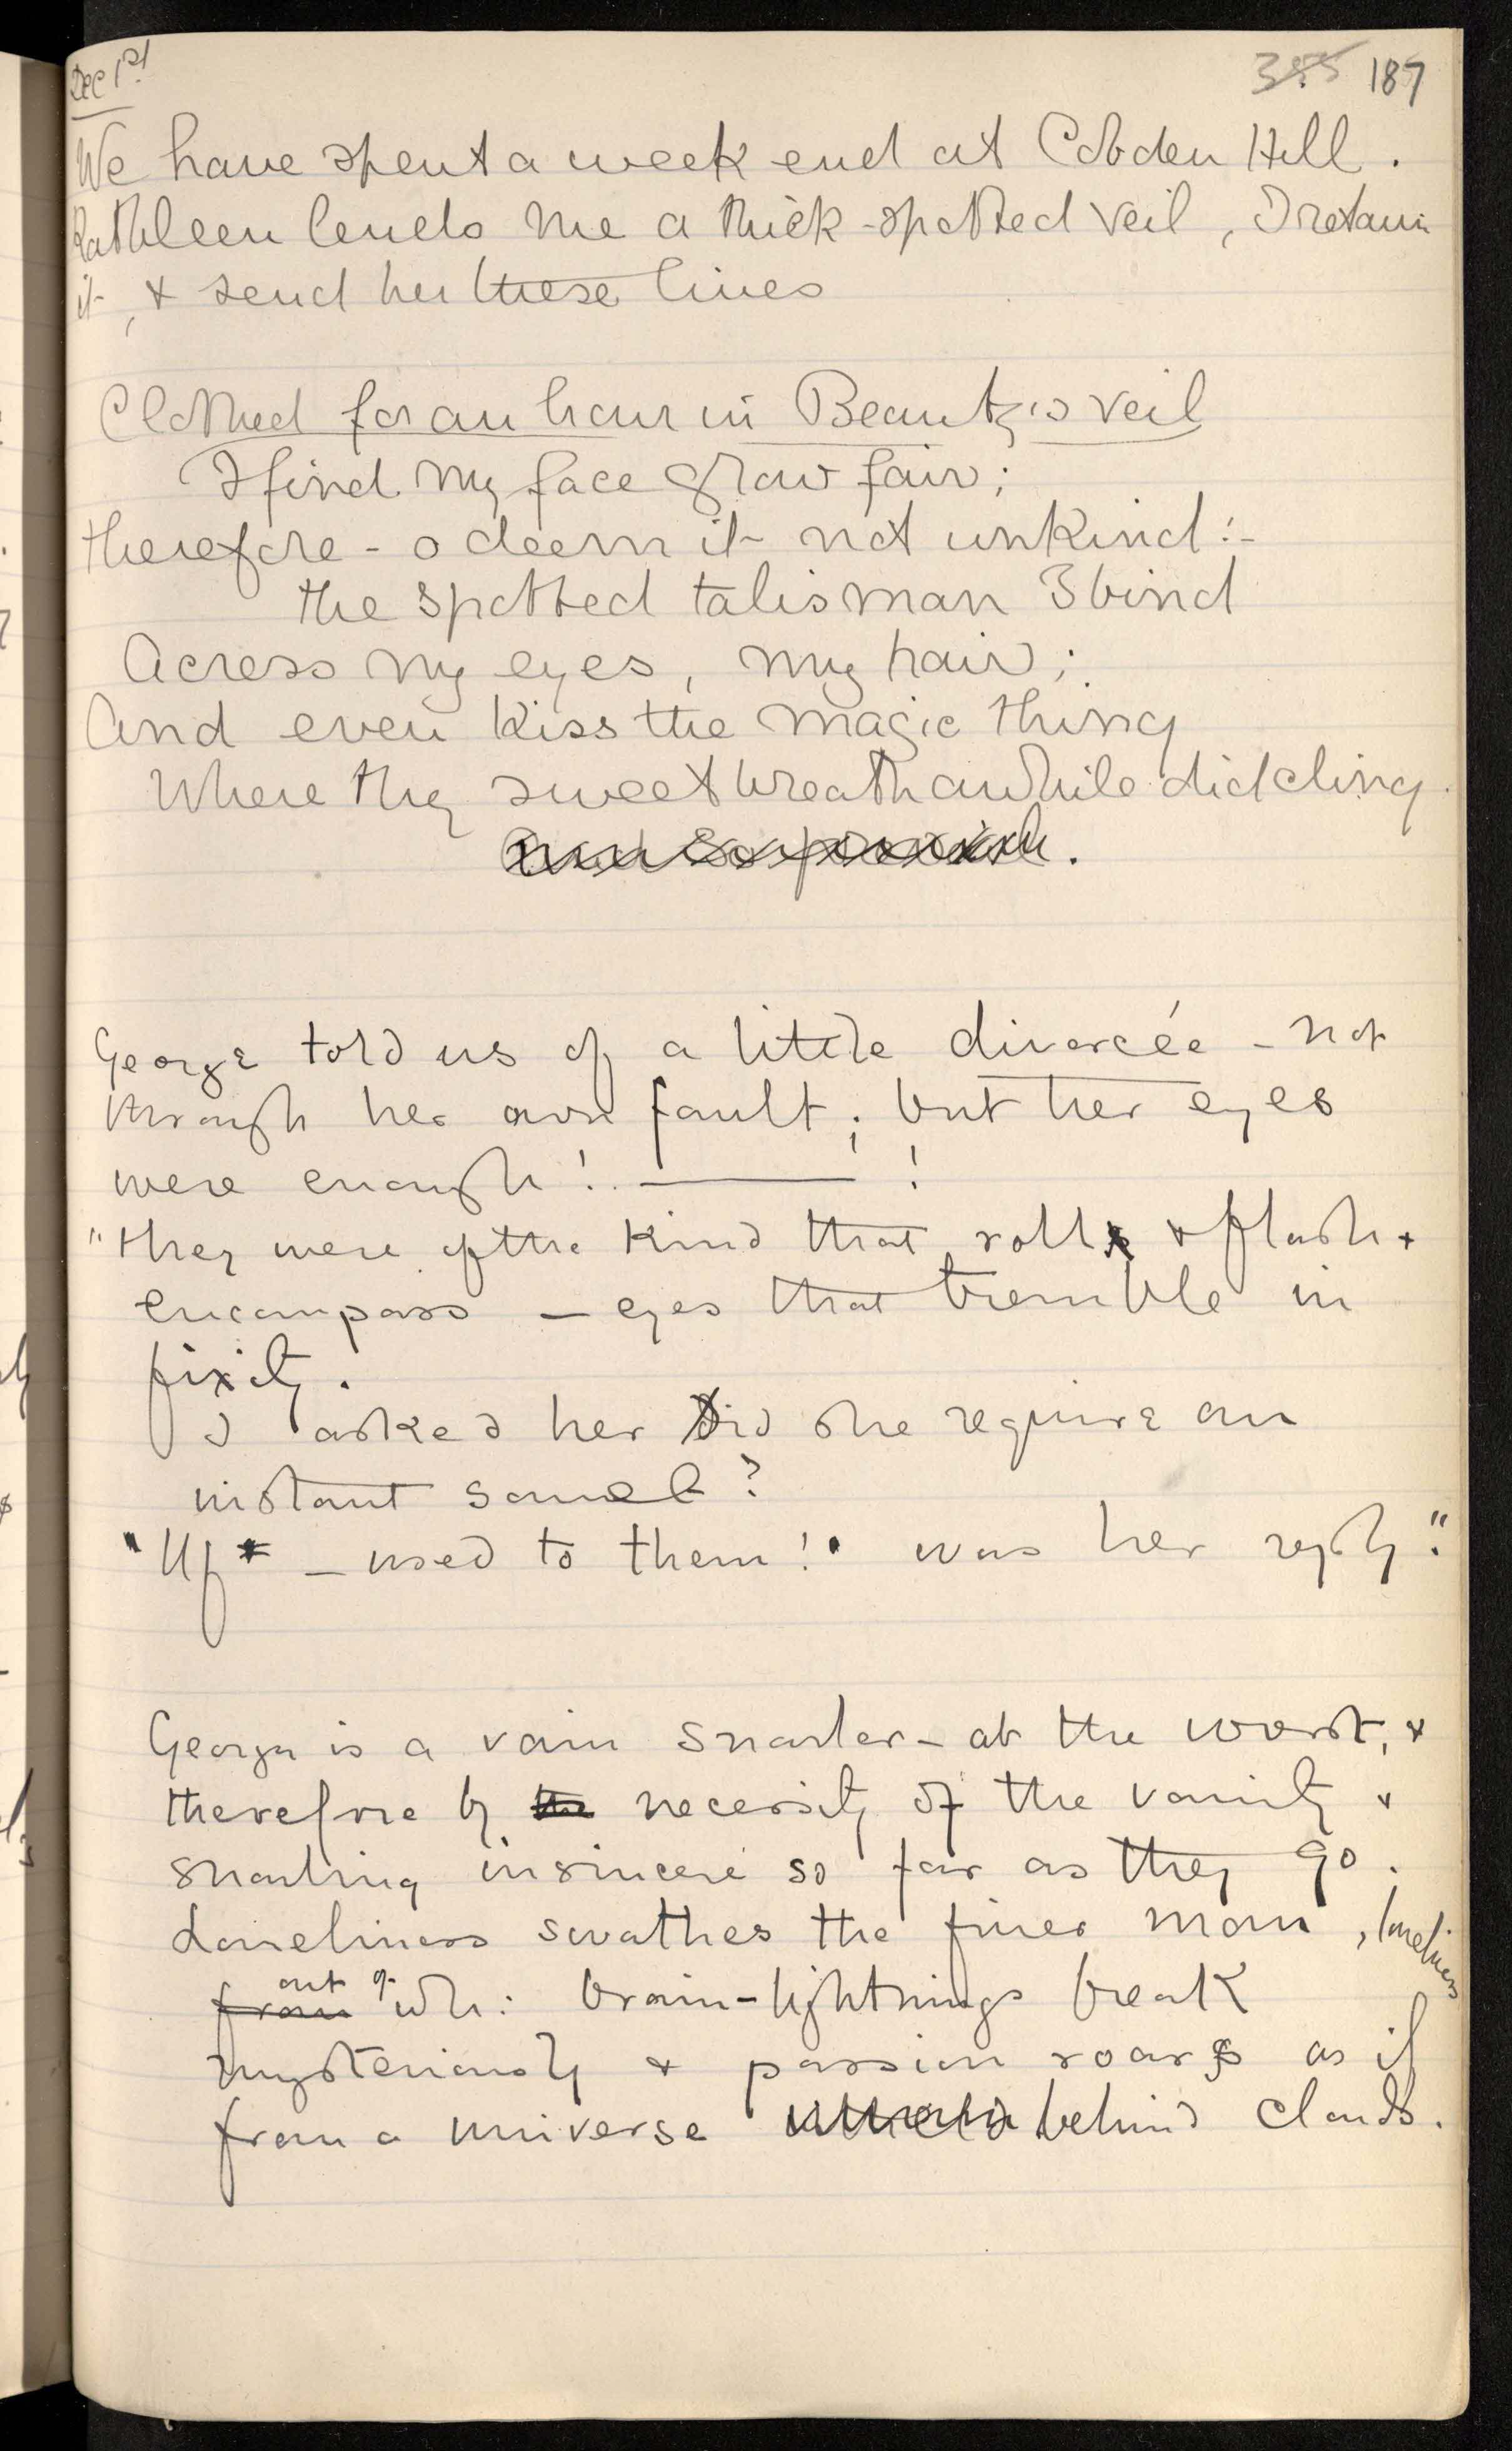 Dec 1st
385 187
We have spent a week end at Cobden Hill.
Kathleen lends me a thick-spotted veil, I retain
it, & send her these lines
Clothed for an hour in Beauty's veil
I find my face grow fair;
therefore - o deem it not unkind:-
the spotted talisman I bind
Across my eyes, my hair;
And even kiss the magic thing
Where thy sweet breath awhile did cling.
George told us of a little divorcée - not
through her own fault; but her eyes
were enough! ——— !
"they were of the kind that roll & flash &
encompass — eyes that tremble in
fixity.
I asked her did she require an
instant
"Uf — used to them!" was her reply."
George is a vain snarler - at the worst, &
therefore by the necessity of the vanity &
snarling insincere so far as they go.
Loneliness swathes the finer man, loneliness
from out of wh: brain-lightnings break
mysteriously & passion roars as if
from a universe behind clouds.